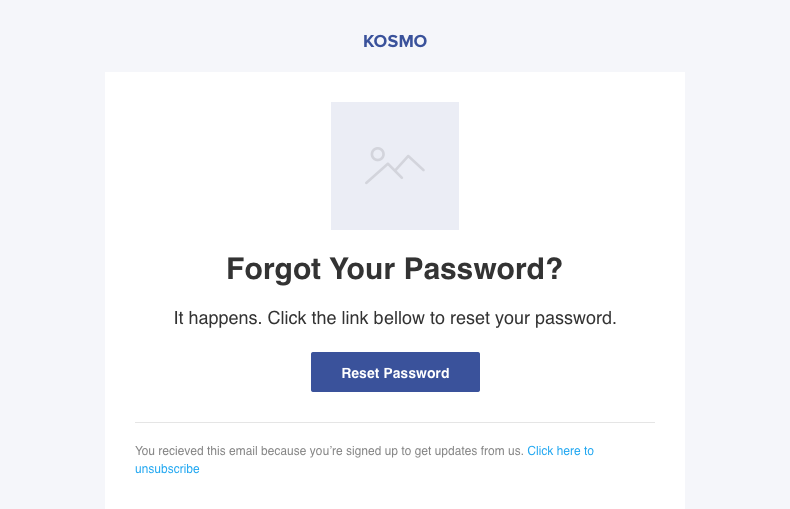 KOSMO
Forgot Your Password?
It happens. Click the link bellow to reset your password.
Reset Password
You recieved this email because you're signed up to get updates from us. Click here to
unsubscribe